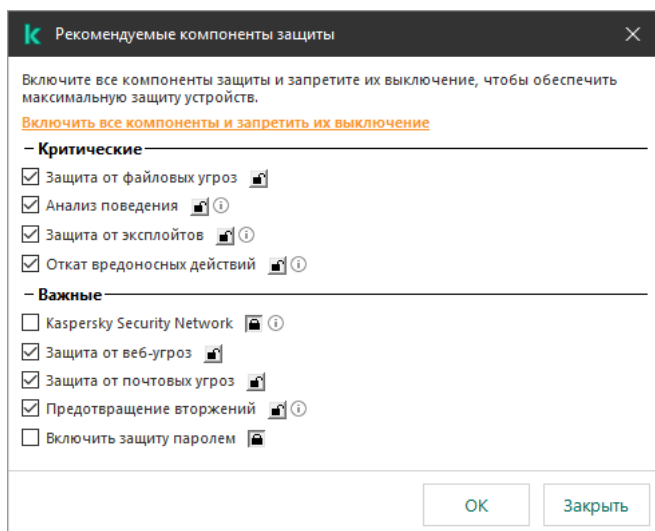 Рекомендуемые компоненты защиты
Включите все компоненты защиты и запретите их выключение, чтобы обеспечить
максимальную защиту устройств.
Включить все компоненты и запретить их выключение
Критические
Защита от файловых угроз
Анализ поведения
Защита от эксплойтов
Откат вредоносных действий
Важные
Kaspersky Security Network
Защита от веб-угроз
Защита от почтовых угроз
Предотвращение вторжений
Включить защиту паролем
ОК
Закрыть